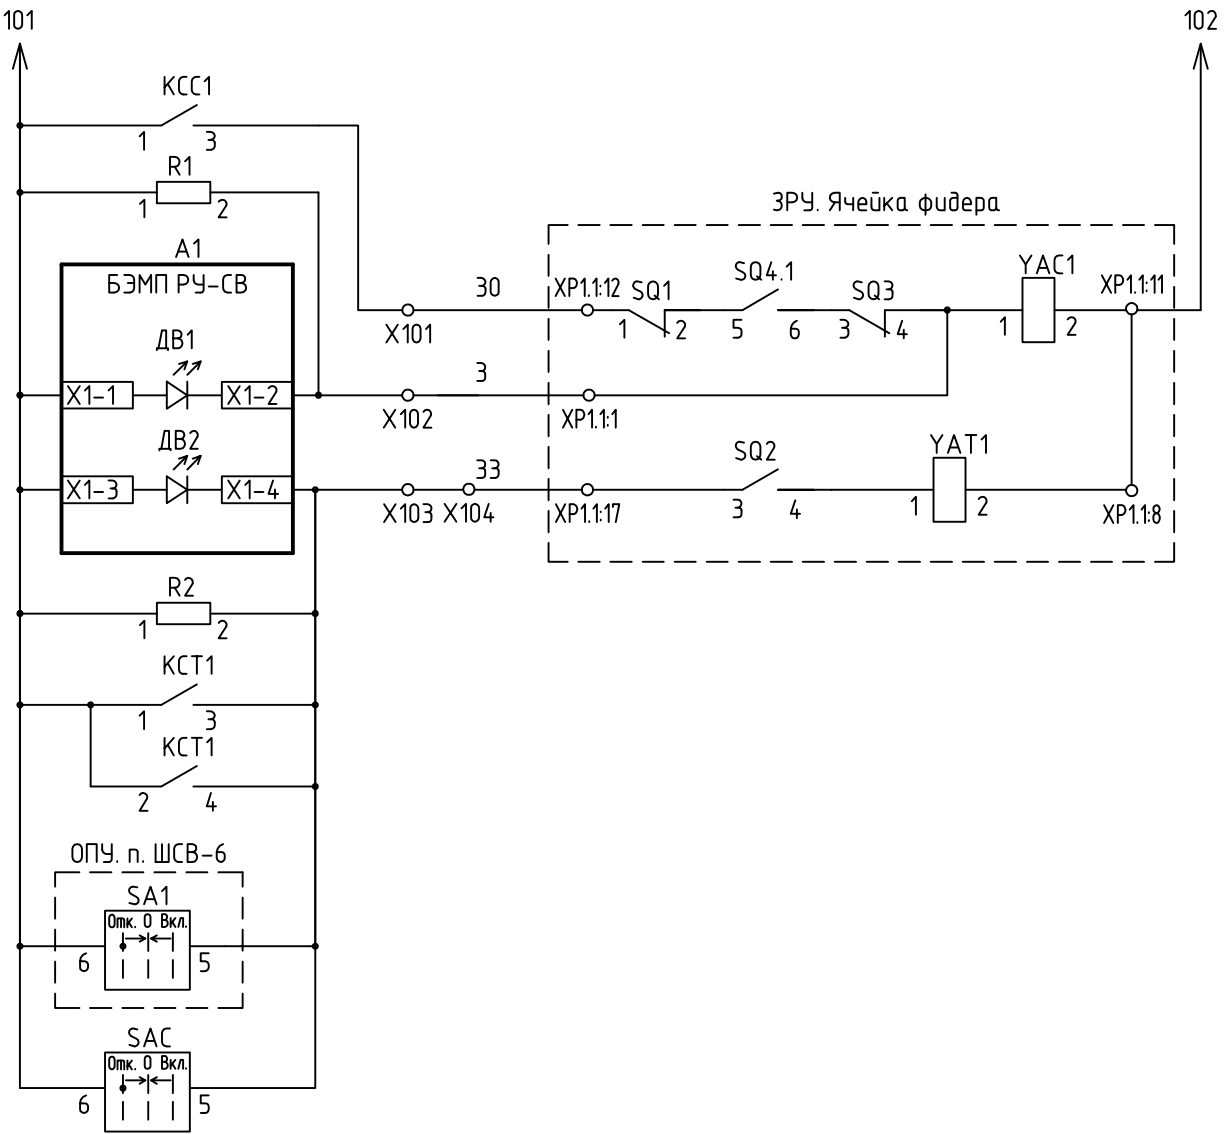 101
102
KCC1
1 3
R1
1 2
A1
БЭМП РУ-СВ
ДВ1
X1-1 X1-2
ДВ2
X1-3 X1-4
ЗРУ. Ячейка фидера
30
X101
XP1.1:12
SQ1
1 2
SQ4.1
5 6
SQ3
3 4
YAC1
1 2
XP1.1:11
3
X102
XP1.1:1
33
X103 X104
XP1.1:17
SQ2
3 4
YAT1
1 2
XP1.1:8
R2
1 2
KCT1
1 3
KCT1
2 4
ОПУ. п. ШСВ-6
SA1
Отк. 0 Вкл.
6 5
SAC
Отк. 0 Вкл.
6 5